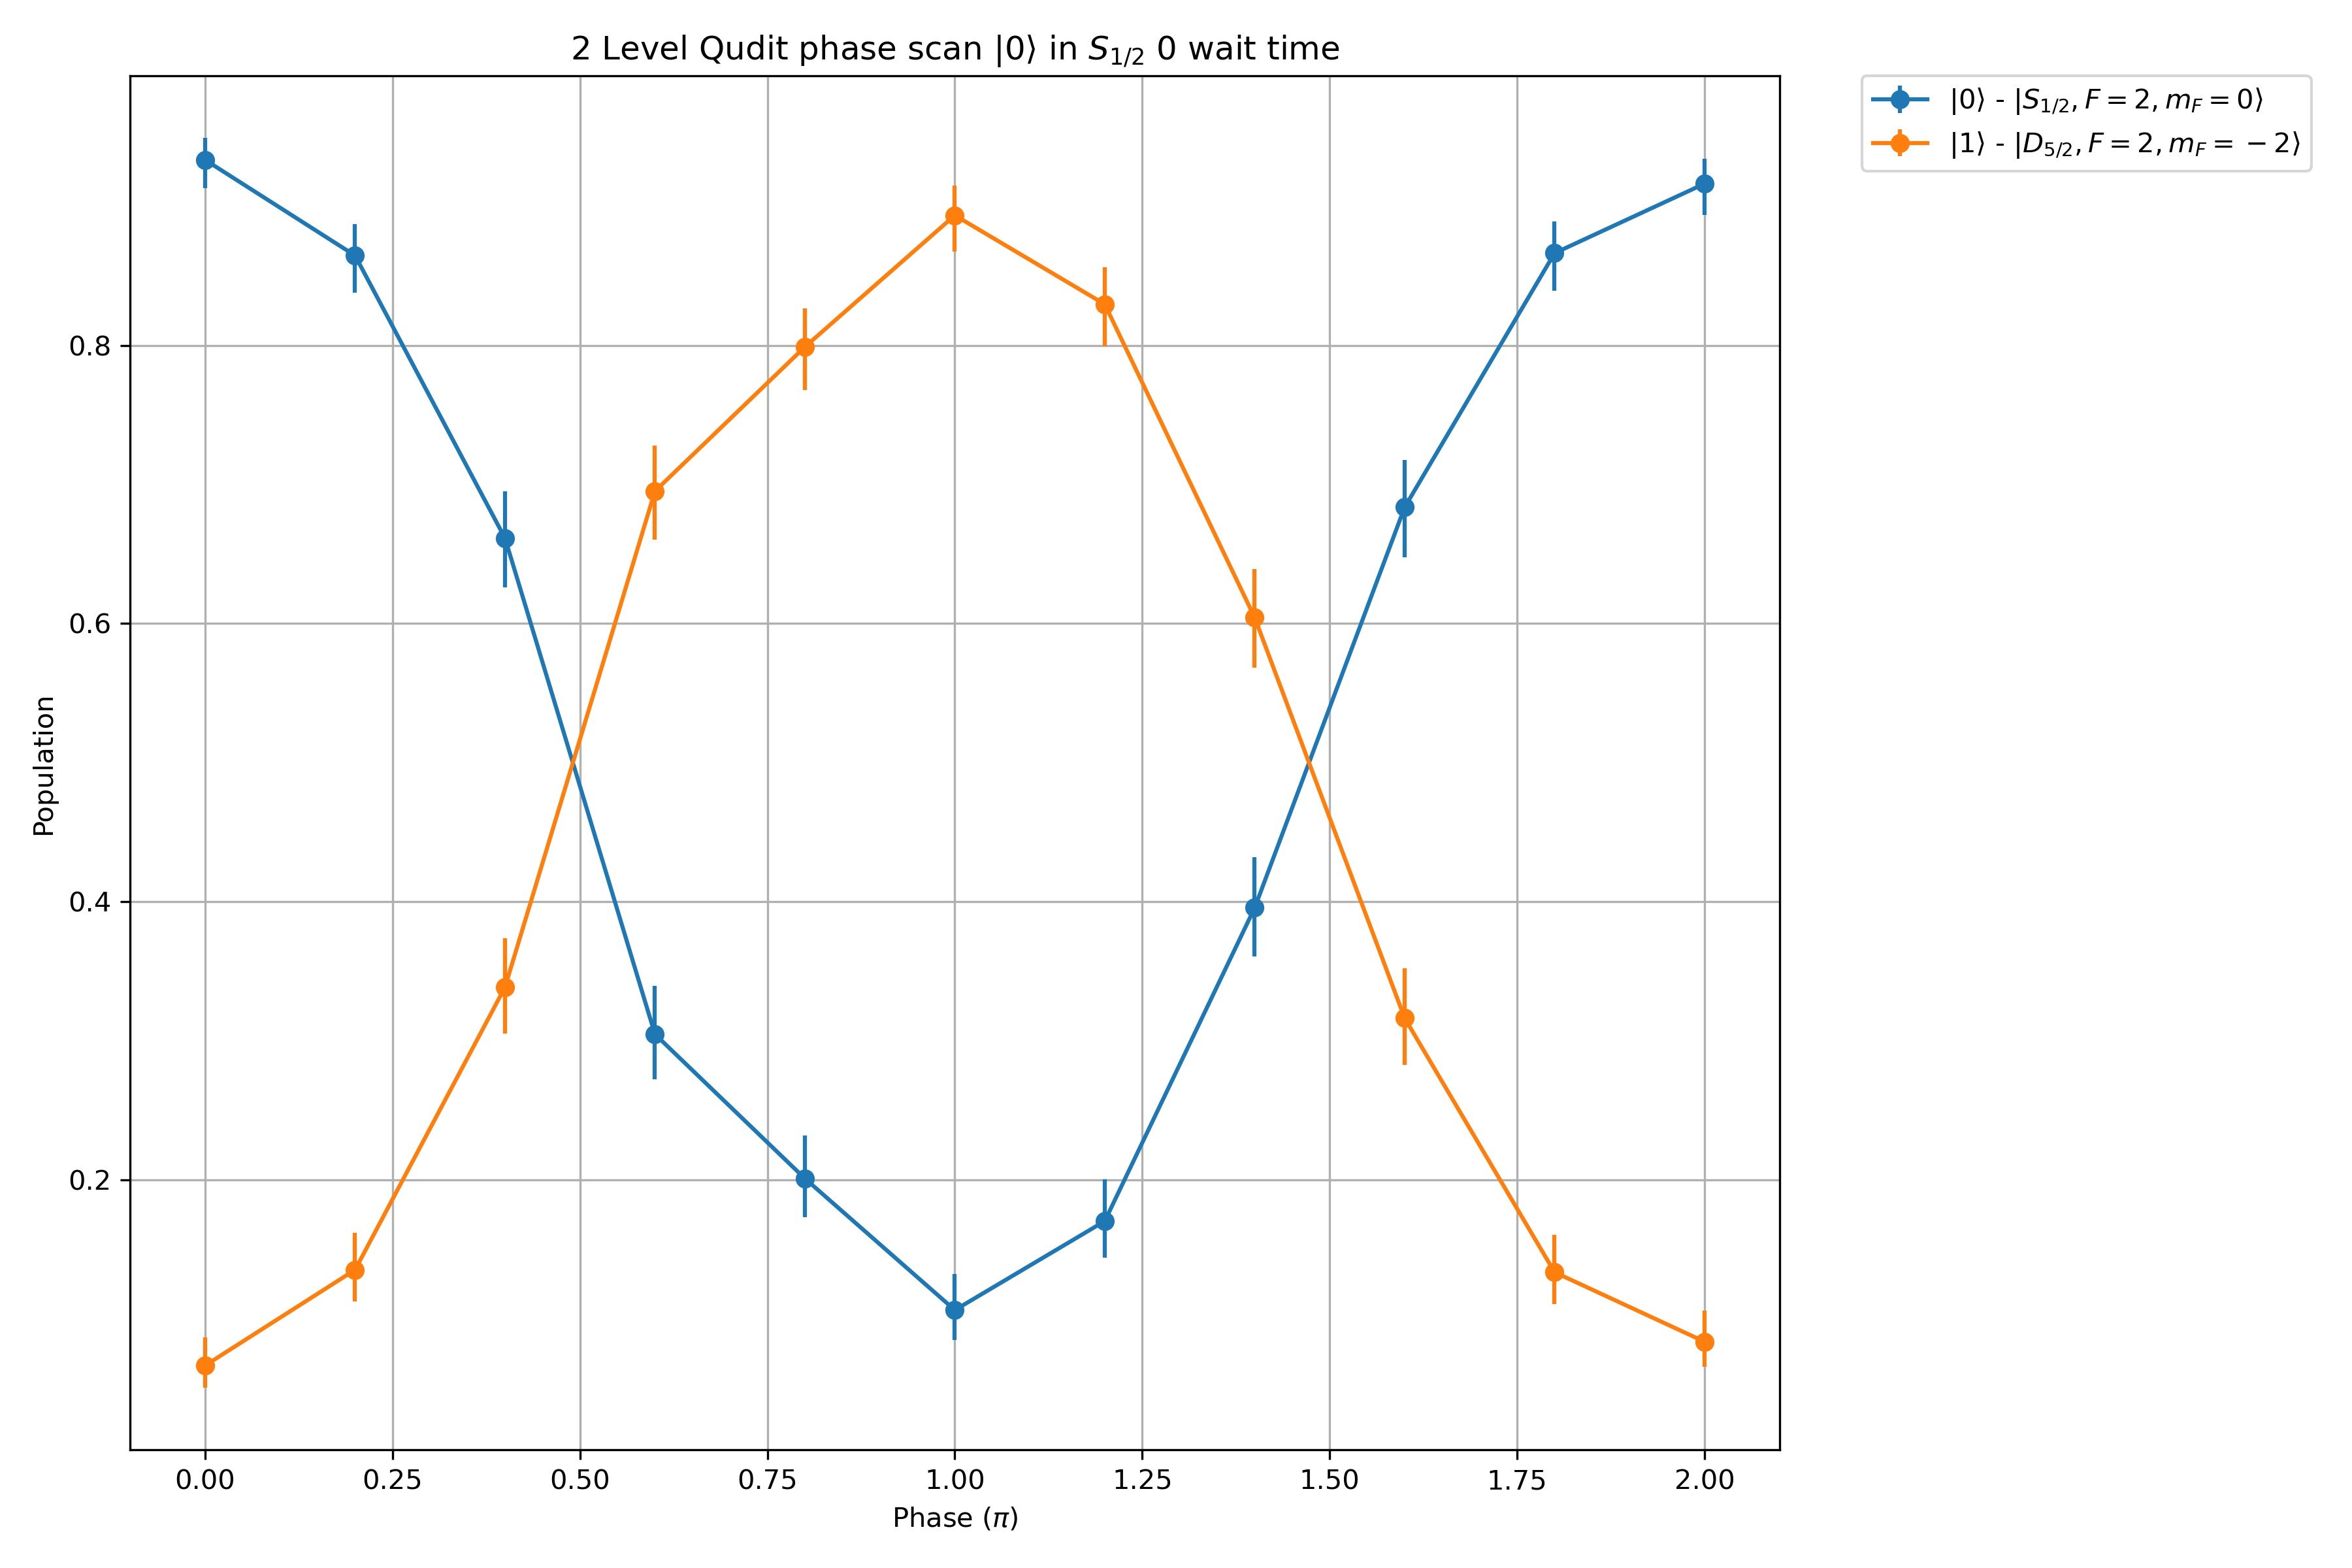 2 Level Qudit phase scan |0⟩ in S₁/₂ 0 wait time
|0⟩ - |S₁/₂, F = 2, m_F = 0⟩
|1⟩ - |D₅/₂, F = 2, m_F = −2⟩
Population
0.8
0.6
0.4
0.2
0.00 0.25 0.50 0.75 1.00 1.25 1.50 1.75 2.00
Phase (π)